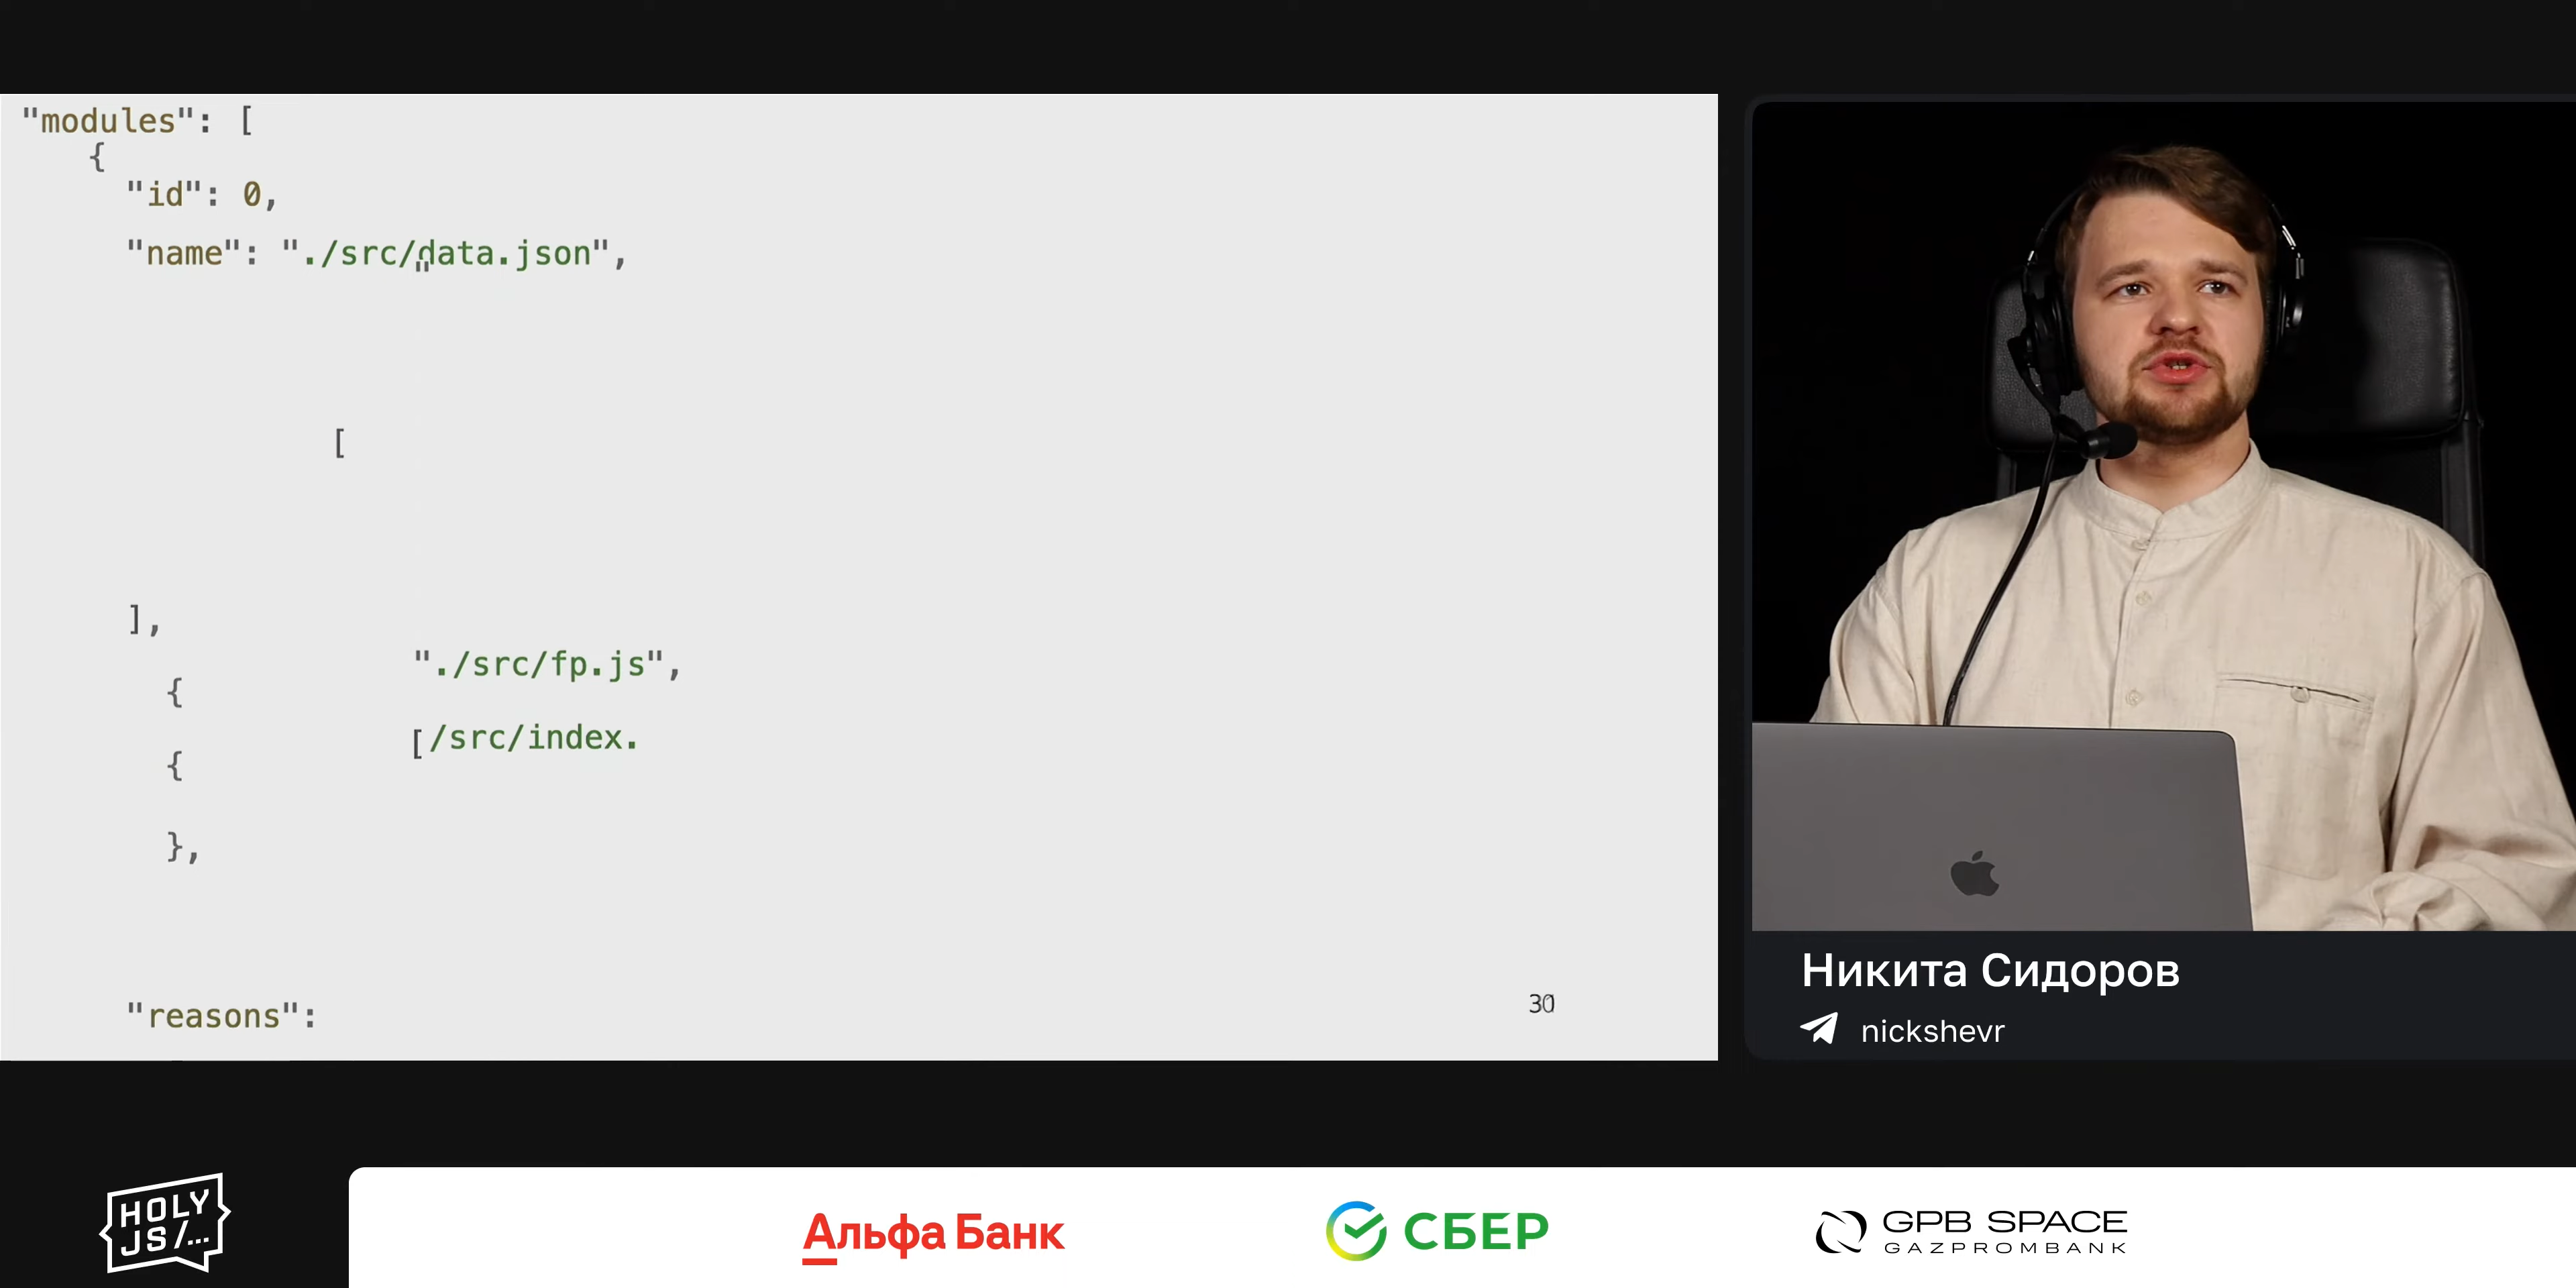 "modules": [
{
"id": 0,
"name": "./src/data.json",
[
],
"./src/fp.js",
{
[/src/index.
{
},
"reasons":
Никита Сидоров
nickshevr
HOLY
JS/...
Альфа Банк
СБЕР
GPB SPACE
GAZPROMBANK